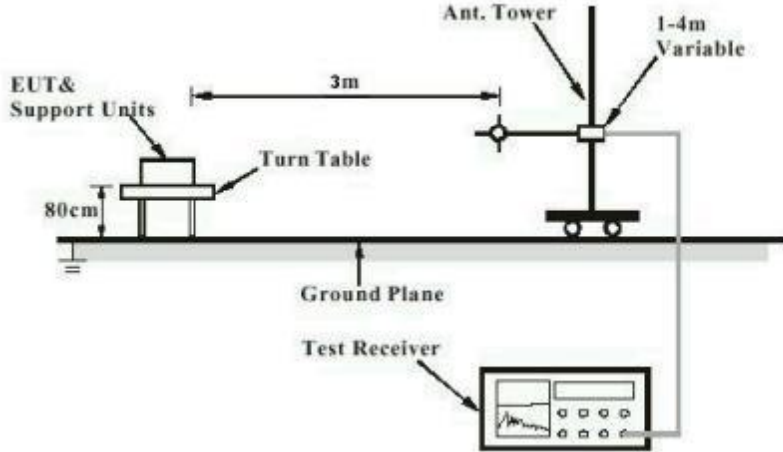 Ant. Tower
1-4m
Variable
EUT&
Support Units
3m
Turn Table
80cm
Ground Plane
Test Receiver